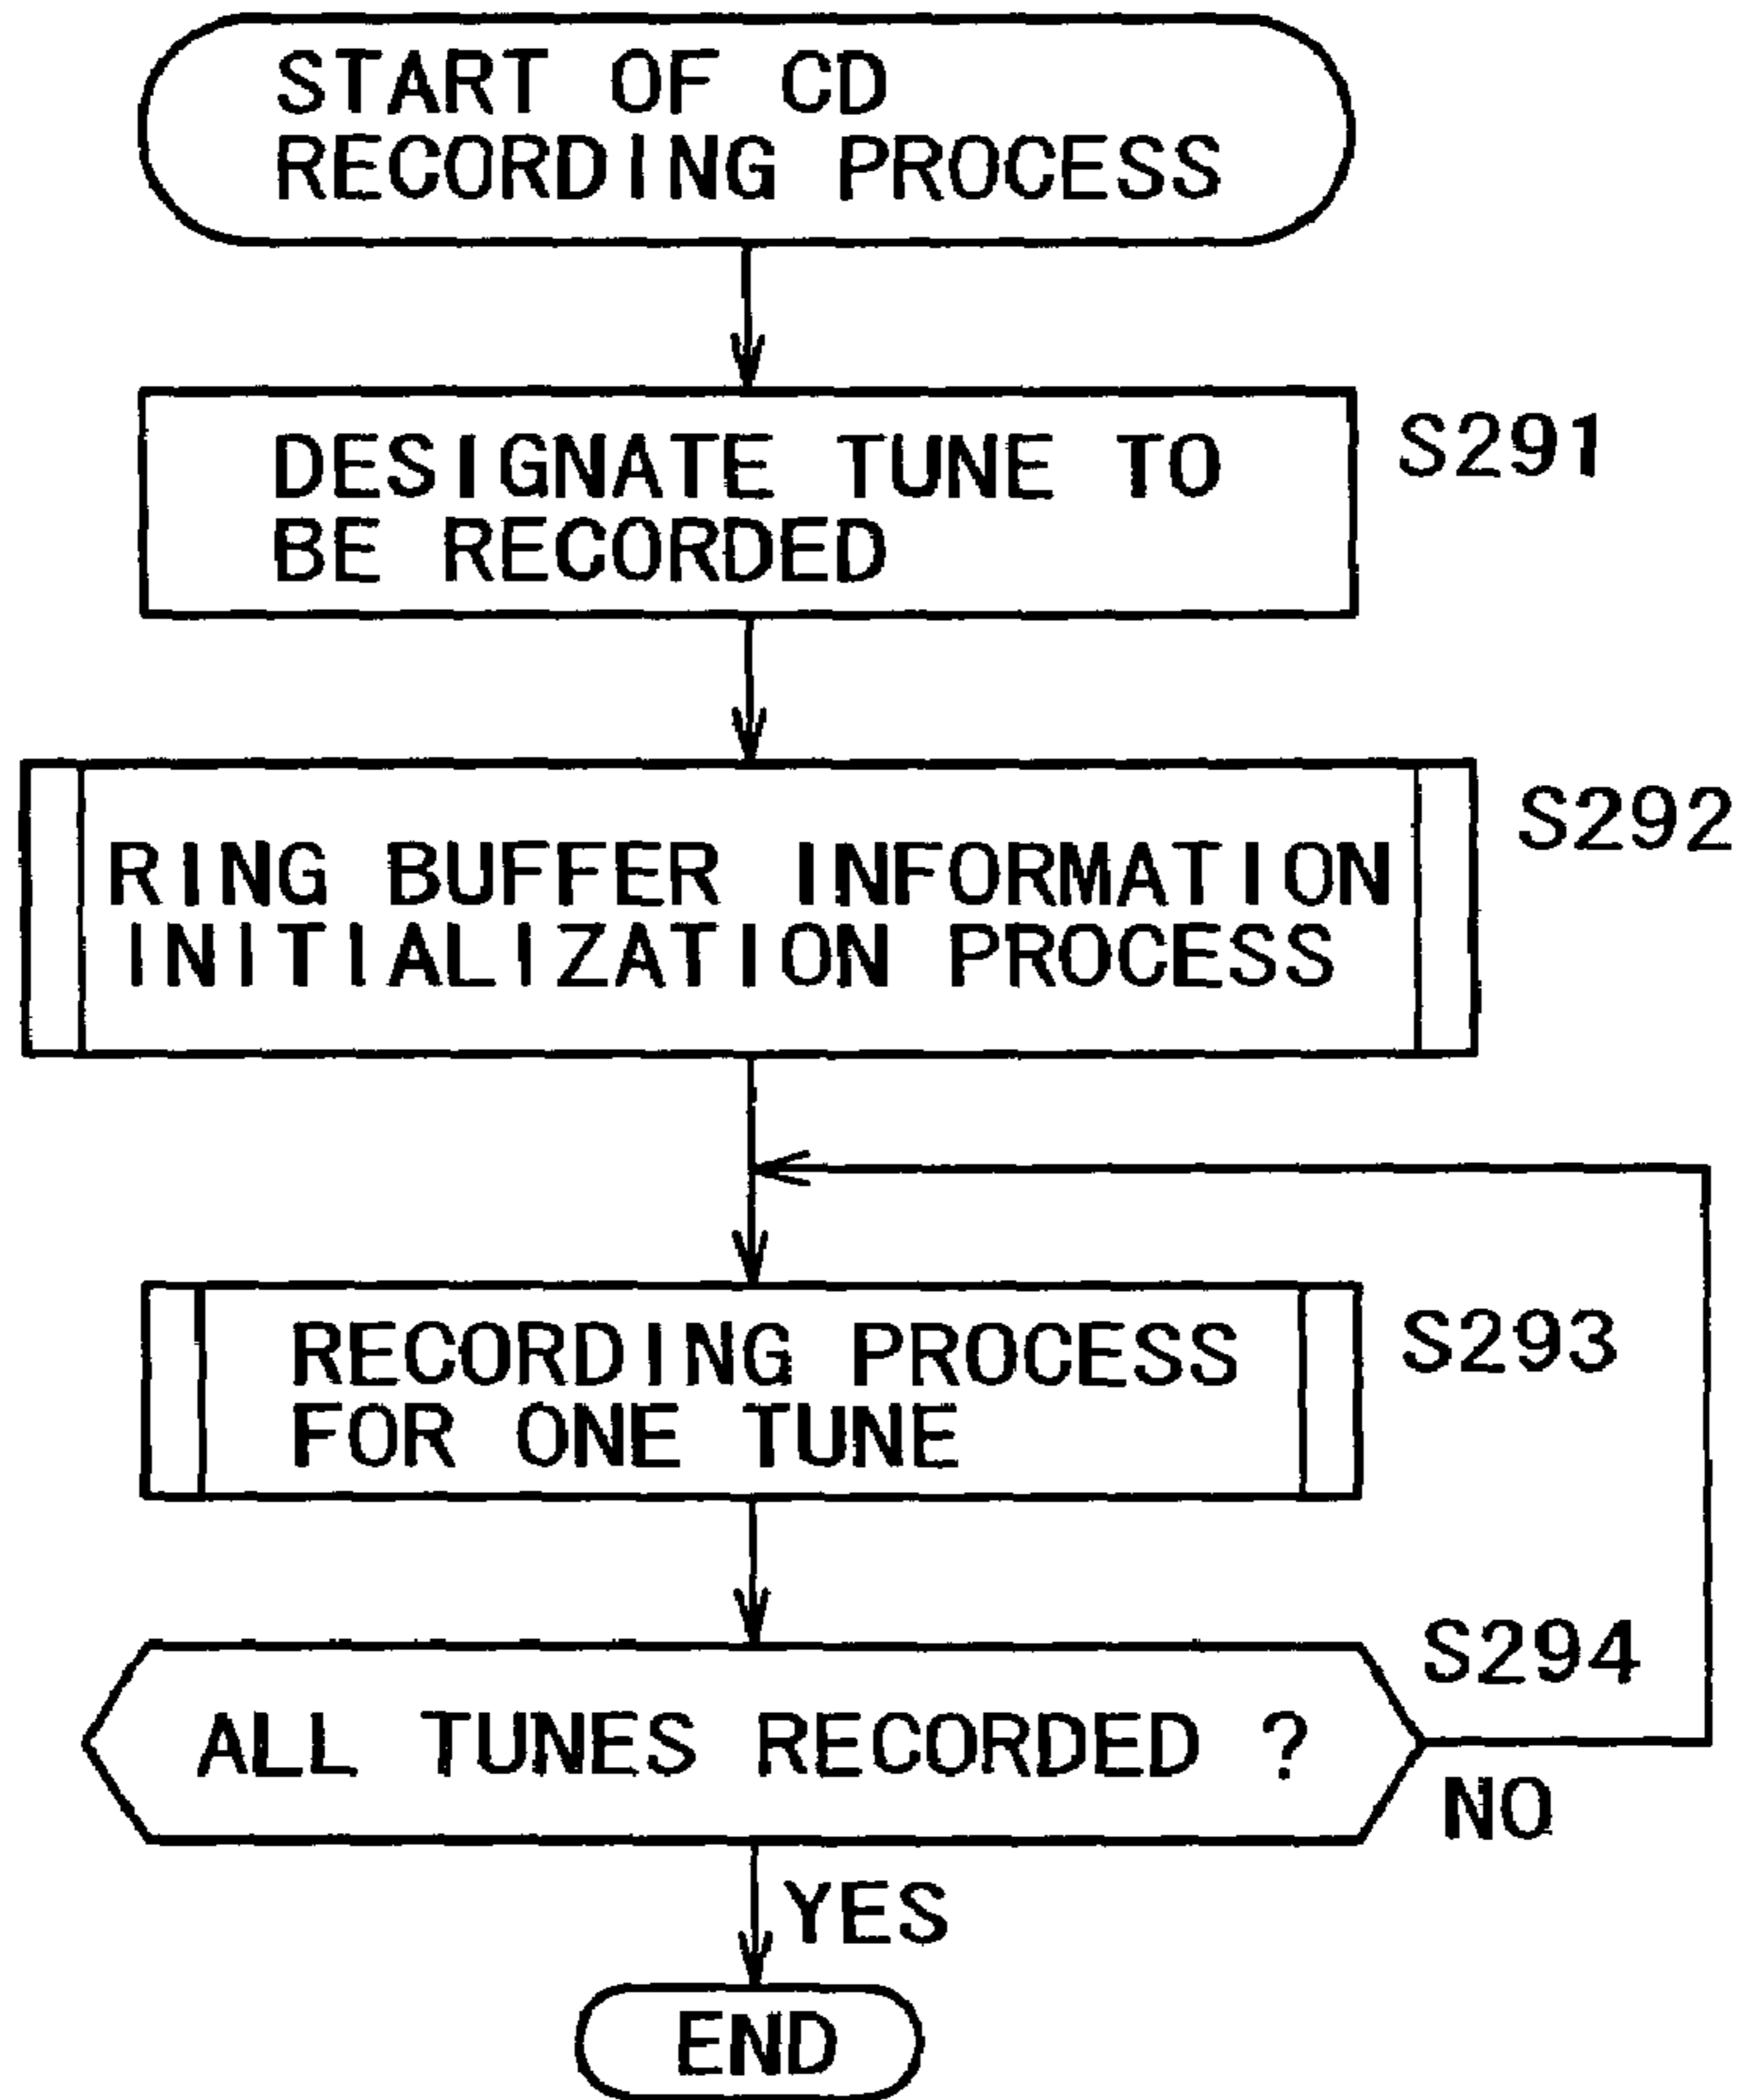 START OF CD
RECORDING PROCESS
DESIGNATE TUNE TO
BE RECORDED
S291
RING BUFFER INFORMATION
INITIALIZATION PROCESS
S292
RECORDING PROCESS
FOR ONE TUNE
S293
S294
ALL TUNES RECORDED ?
NO
YES
END